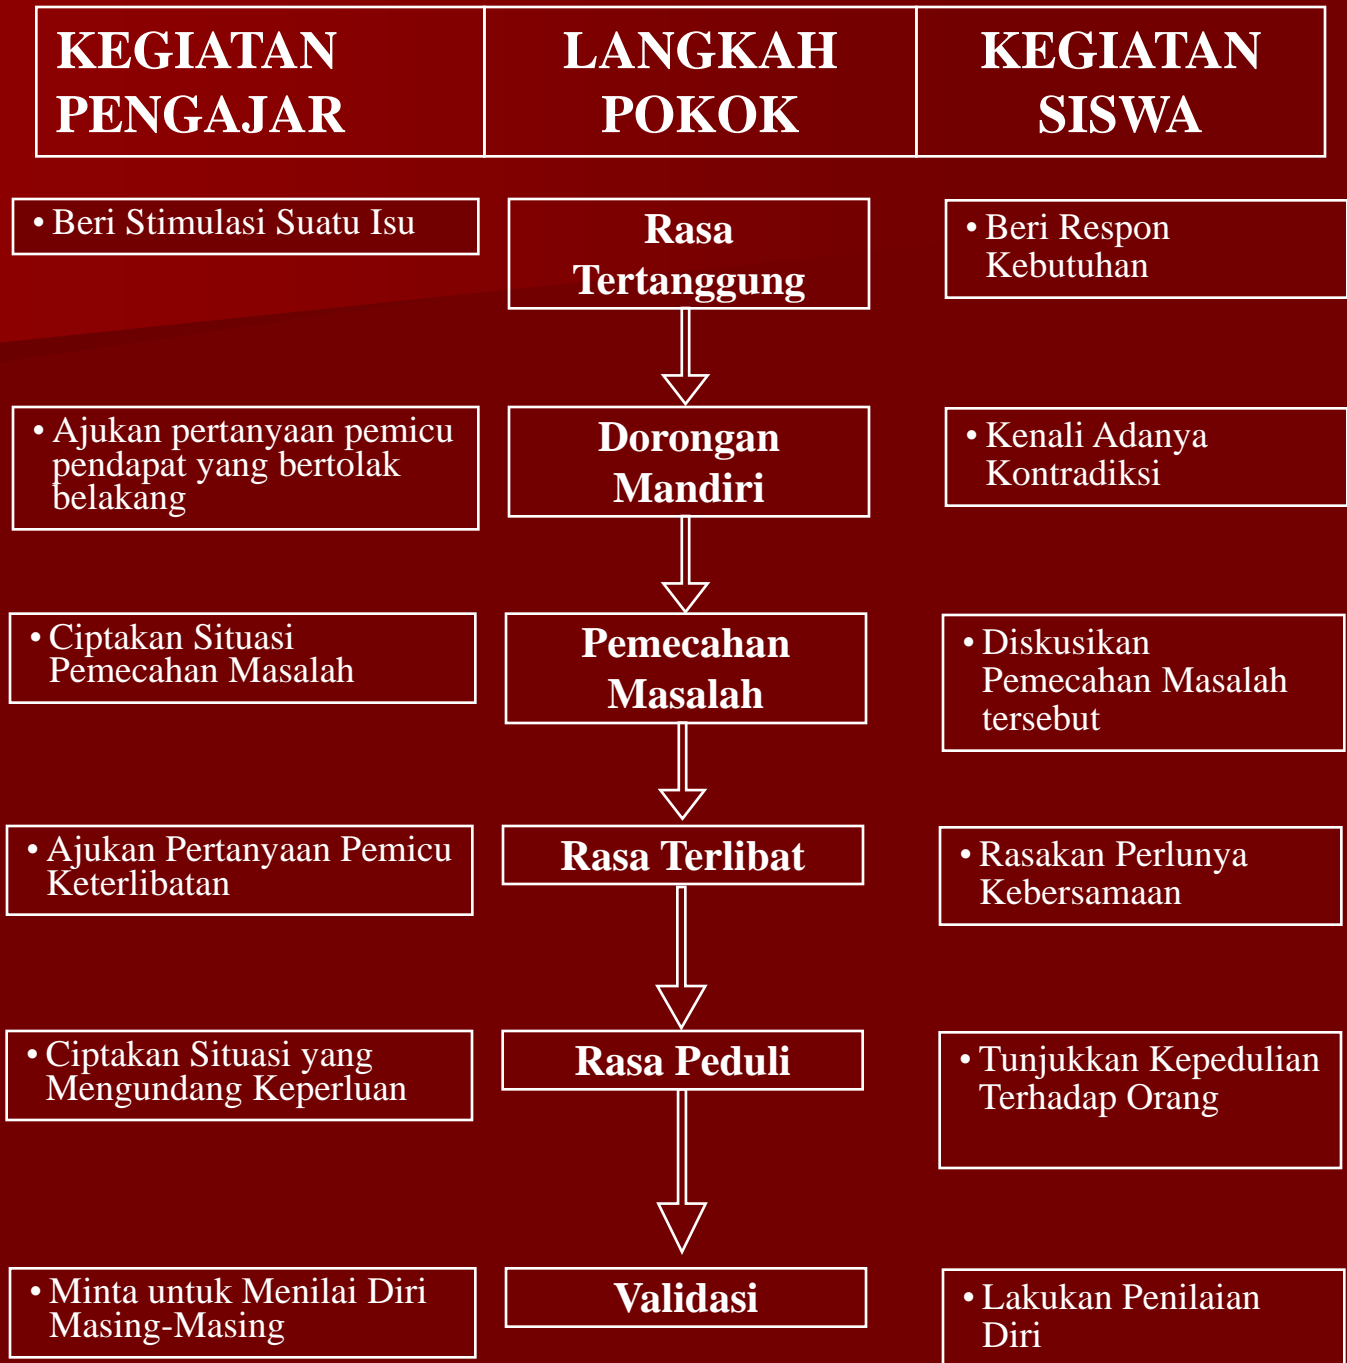 KEGIATAN
PENGAJAR
LANGKAH
POKOK
KEGIATAN
SISWA
• Beri Stimulasi Suatu Isu
Rasa
Tertanggung
• Beri Respon
Kebutuhan
• Ajukan pertanyaan pemicu
pendapat yang bertolak
belakang
Dorongan
Mandiri
• Kenali Adanya
Kontradiksi
• Ciptakan Situasi
Pemecahan Masalah
Pemecahan
Masalah
• Diskusikan
Pemecahan Masalah
tersebut
• Ajukan Pertanyaan Pemicu
Keterlibatan
Rasa Terlibat
• Rasakan Perlunya
Kebersamaan
• Ciptakan Situasi yang
Mengundang Keperluan
Rasa Peduli
• Tunjukkan Kepedulian
Terhadap Orang
• Minta untuk Menilai Diri
Masing-Masing
Validasi
• Lakukan Penilaian
Diri